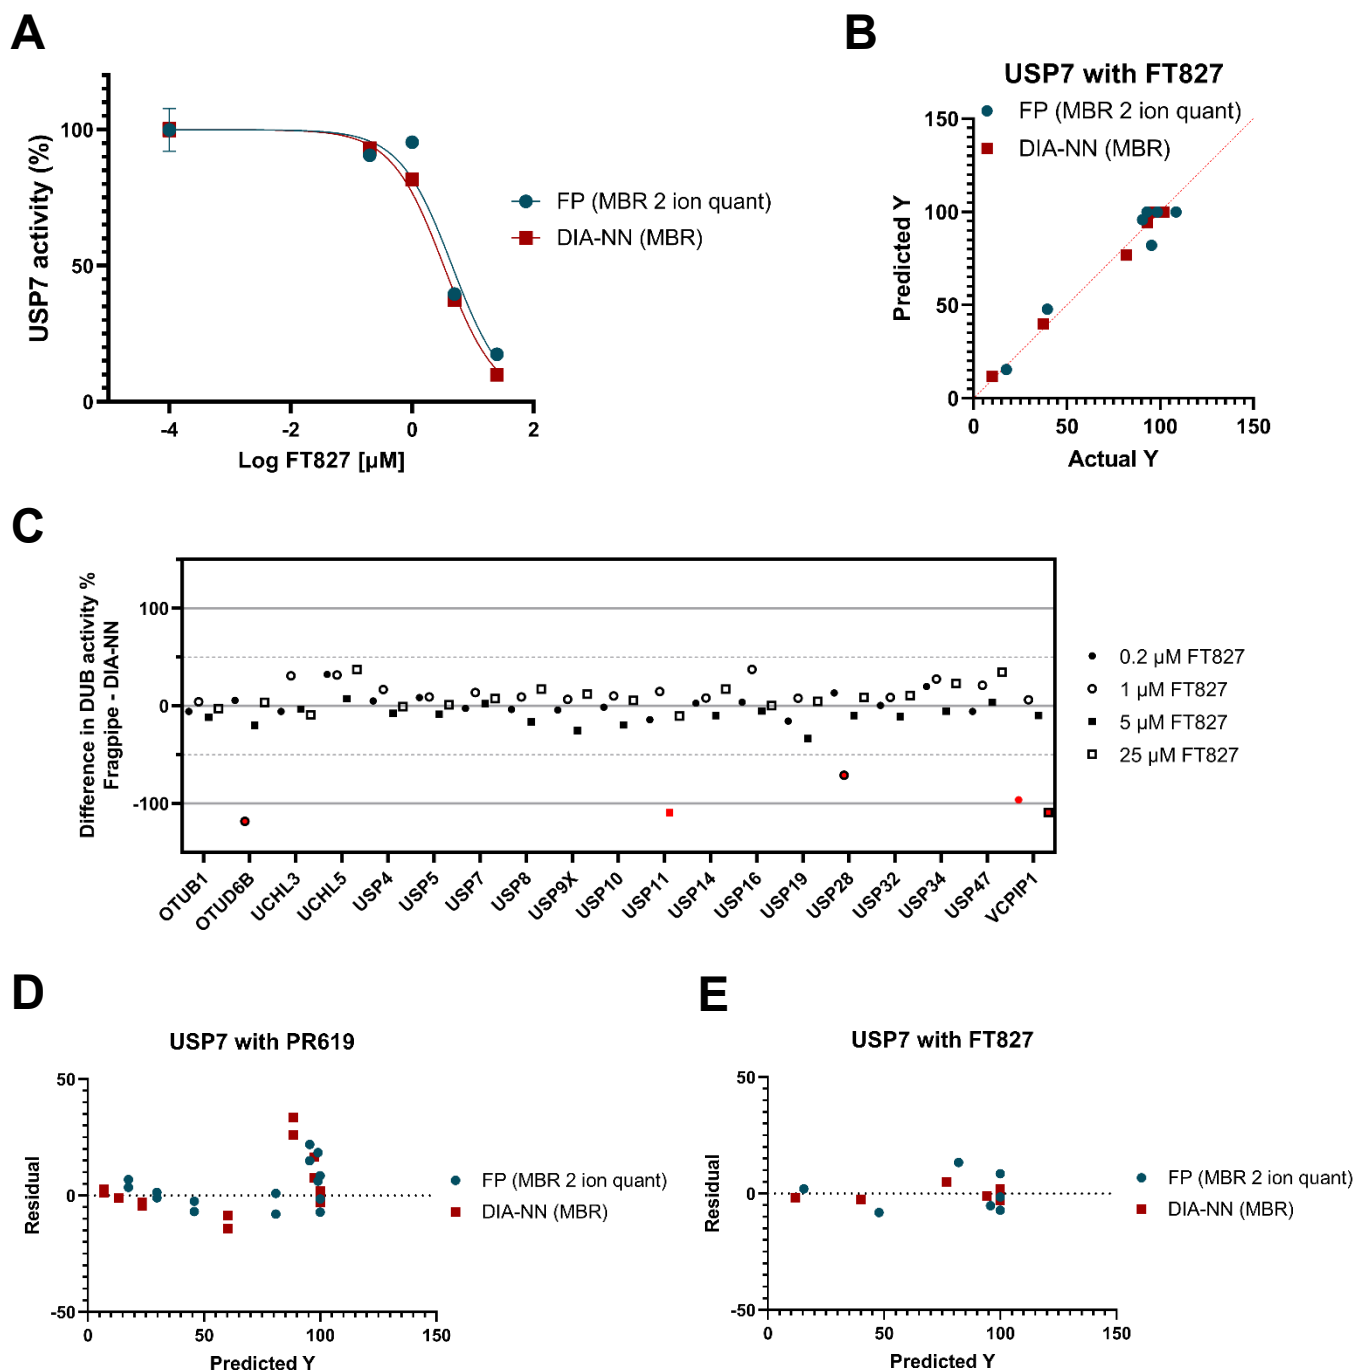 A
USP7 activity (%)
100
50
0
-4
-2
0
2
Log FT827 [µM]
FP (MBR 2 ion quant)
DIA-NN (MBR)
B
USP7 with FT827
FP (MBR 2 ion quant)
DIA-NN (MBR)
Predicted Y
150
100
50
0
0
50
100
150
Actual Y
C
Difference in DUB activity %
Fragpipe - DIA-NN
100
0
-100
OTUB1
OTUD6B
UCHL3
UCHL5
USP4
USP5
USP7
USP8
USP9X
USP10
USP11
USP14
USP16
USP19
USP28
USP32
USP34
USP47
VCPIP1
0.2 µM FT827
1 µM FT827
5 µM FT827
25 µM FT827
D
USP7 with PR619
Residual
50
0
-50
0
50
100
150
Predicted Y
FP (MBR 2 ion quant)
DIA-NN (MBR)
E
USP7 with FT827
Residual
50
0
-50
0
50
100
150
Predicted Y
FP (MBR 2 ion quant)
DIA-NN (MBR)